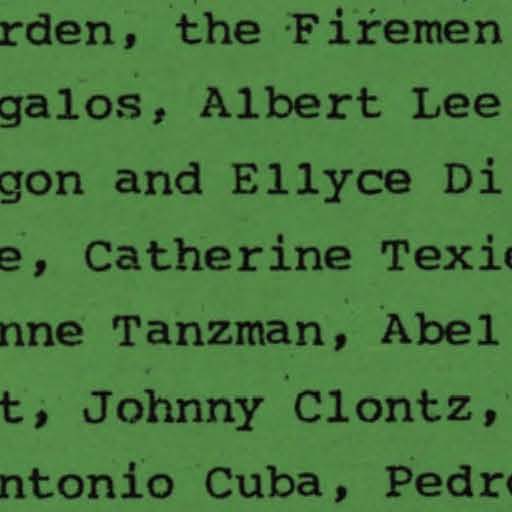 rden, the Firemen
galos, Albert Lee
gon and Ellyce Di
e, Catherine Texie
nne Tanzman, Abel
t, Johnny Clontz,
ntonio Cuba, Pedro